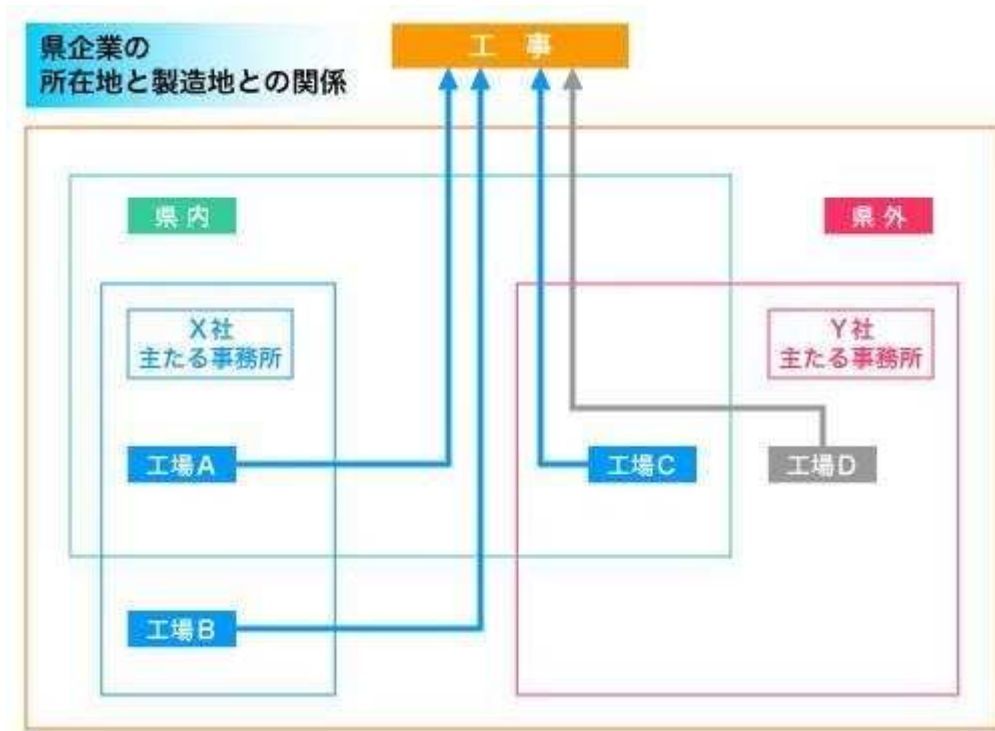 県企業の
所在地と製造地との関係
工事
県内
県外
X社
主たる事務所
Y社
主たる事務所
工場A
工場C
工場D
工場B